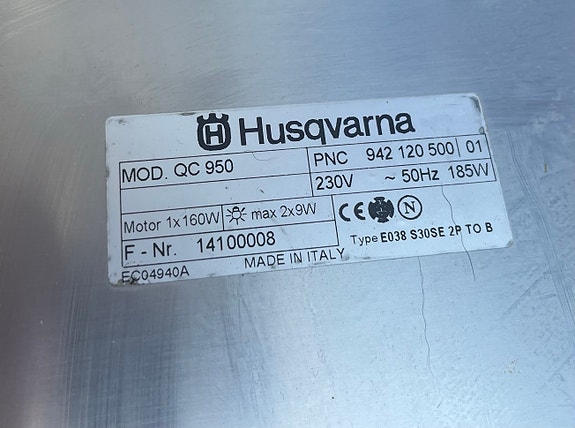 Husqvarna
MOD. QC 950
PNC 942 120 500 01
230V ~ 50Hz 185W
Motor 1x160W max 2x9W
CE N
F - Nr. 14100008
Type E038 S30SE 2P TO B
EC04940A MADE IN ITALY